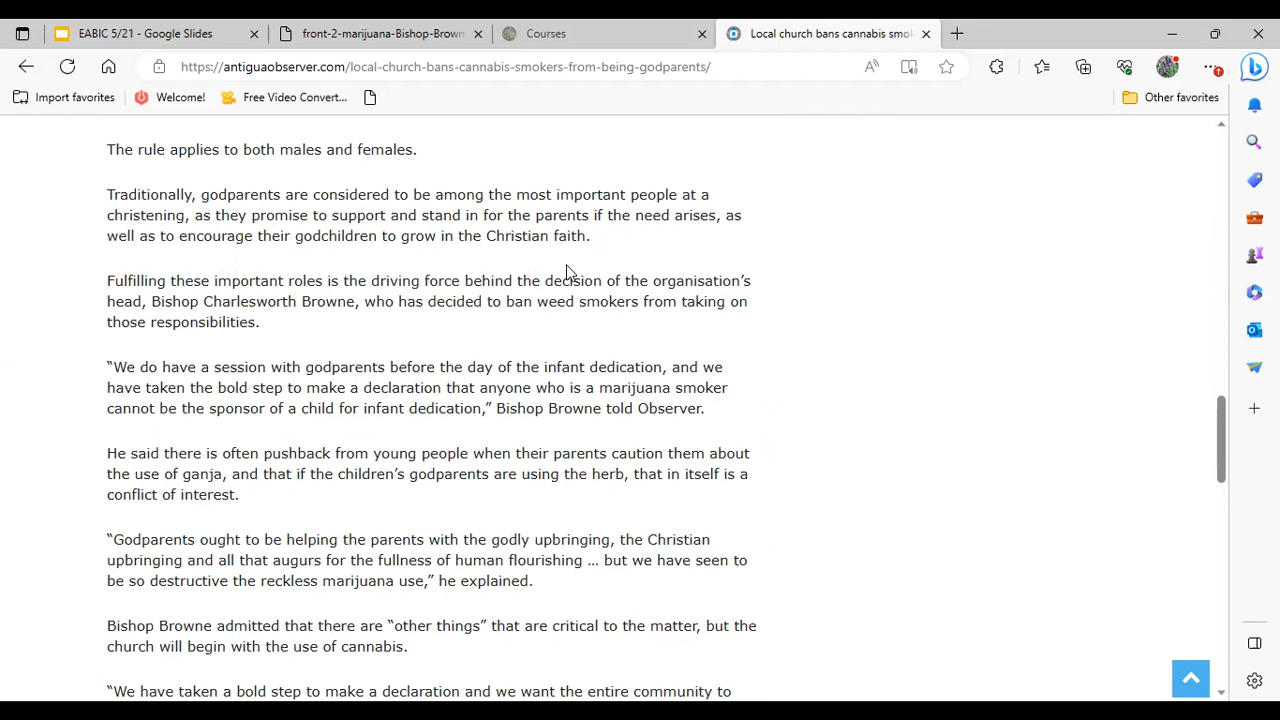 EABIC 5/21 - Google Slides
front-2-marijuana-Bishop-Brown
Courses
Local church bans cannabis smo
https://antiguaobserver.com/local-church-bans-cannabis-smokers-from-being-godparents/
Import favorites
Welcome!
Free Video Convert...
Other favorites
The rule applies to both males and females.
Traditionally, godparents are considered to be among the most important people at a
christening, as they promise to support and stand in for the parents if the need arises, as
well as to encourage their godchildren to grow in the Christian faith.
Fulfilling these important roles is the driving force behind the decision of the organisation’s
head, Bishop Charlesworth Browne, who has decided to ban weed smokers from taking on
those responsibilities.
“We do have a session with godparents before the day of the infant dedication, and we
have taken the bold step to make a declaration that anyone who is a marijuana smoker
cannot be the sponsor of a child for infant dedication,” Bishop Browne told Observer.
He said there is often pushback from young people when their parents caution them about
the use of ganja, and that if the children’s godparents are using the herb, that in itself is a
conflict of interest.
“Godparents ought to be helping the parents with the godly upbringing, the Christian
upbringing and all that augurs for the fullness of human flourishing … but we have seen to
be so destructive the reckless marijuana use,” he explained.
Bishop Browne admitted that there are “other things” that are critical to the matter, but the
church will begin with the use of cannabis.
“We have taken a bold step to make a declaration and we want the entire community to